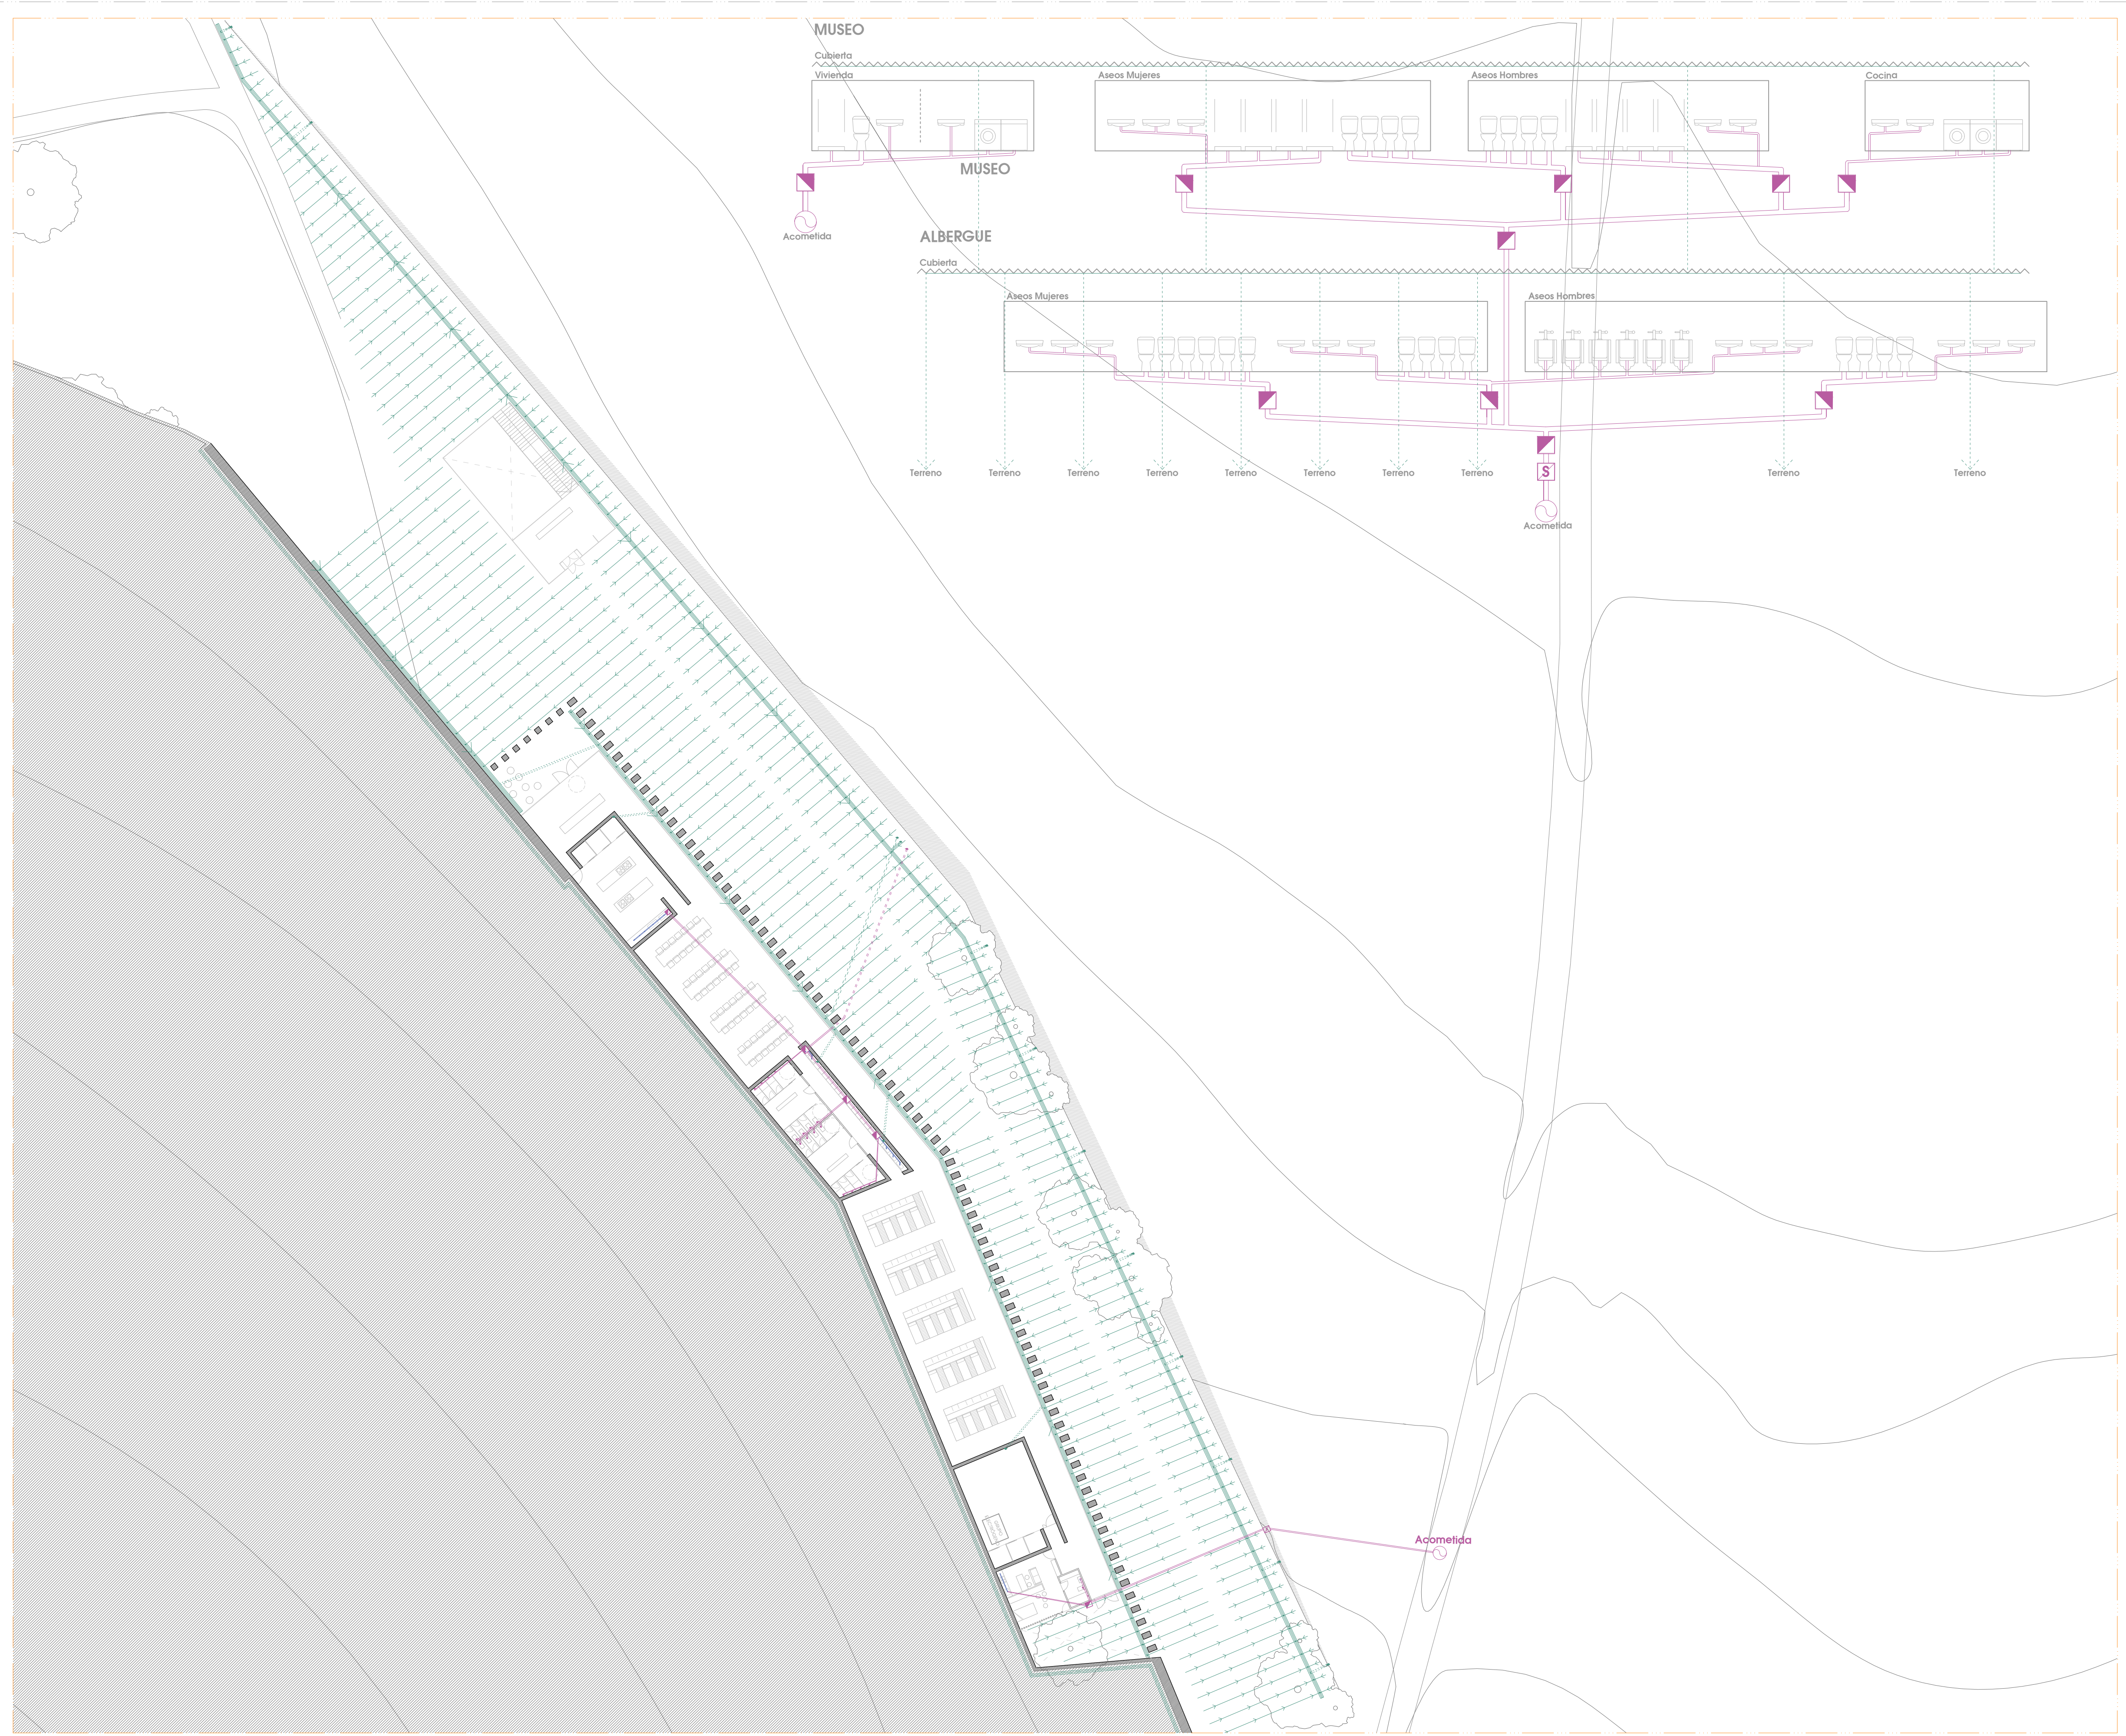 MUSEO
Cubierta
Vivienda
Aseos Mujeres
Aseos Hombres
Cocina
MUSEO
Acometida
ALBERGUE
Cubierta
Aseos Mujeres
Aseos Hombres
Terreno
Terreno
Terreno
Terreno
Terreno
Terreno
Terreno
Terreno
Terreno
Terreno
S
Acometida
Acometida